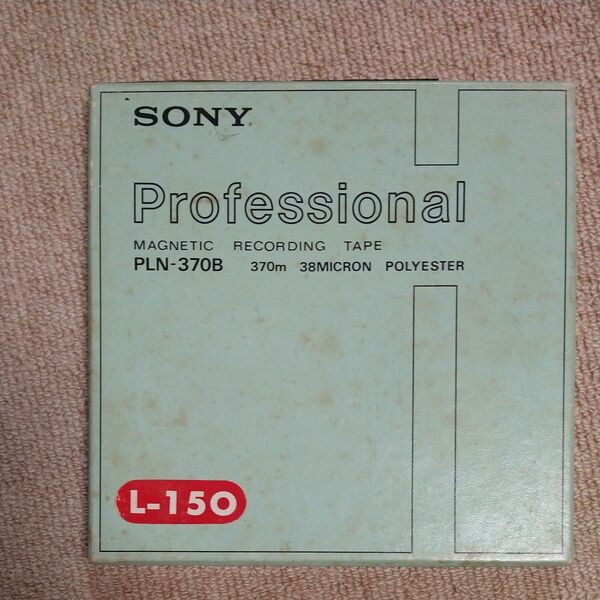 SONY
Professional
MAGNETIC RECORDING TAPE
PLN-370B 370m 38MICRON POLYESTER
L-150